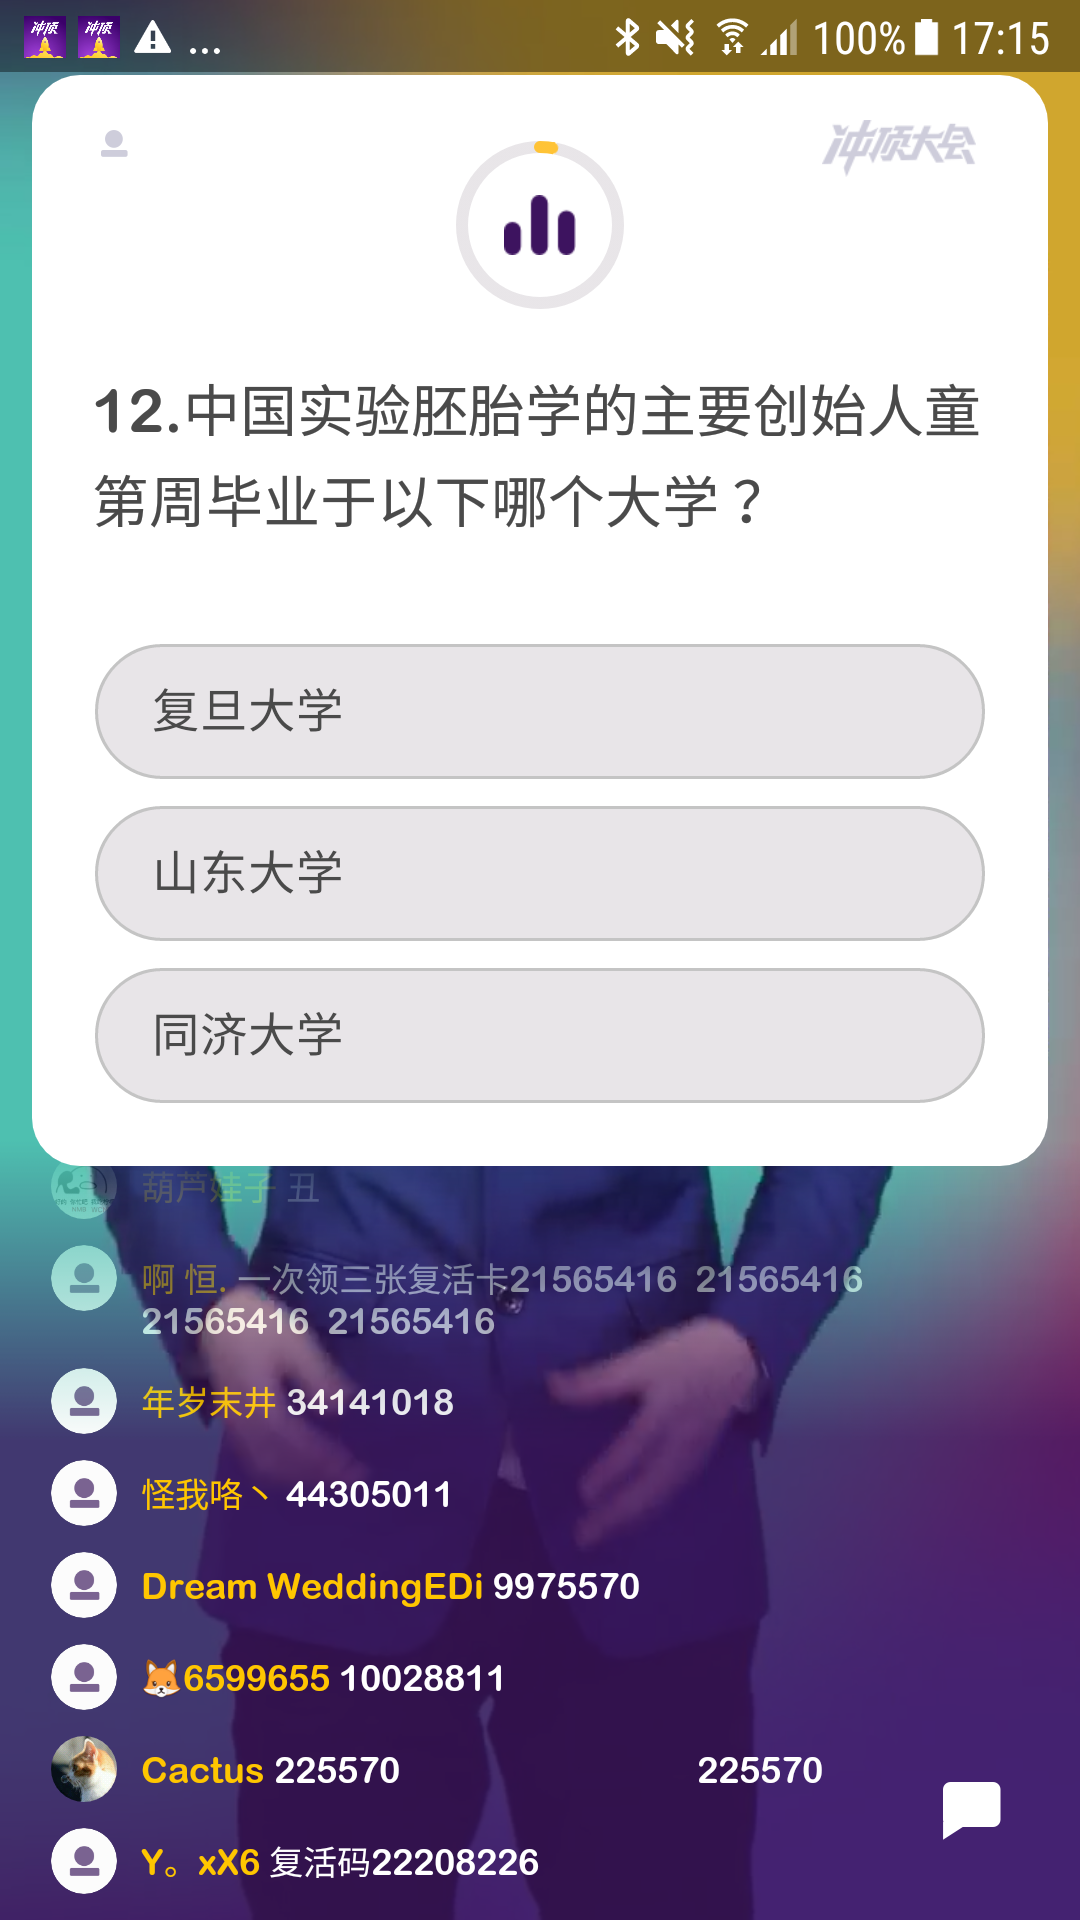 冲顶 冲顶 ... 100% 17:15
冲顶大会
12.中国实验胚胎学的主要创始人童
第周毕业于以下哪个大学？
复旦大学
山东大学
同济大学
葫芦娃子 丑
啊 恒. 一次领三张复活卡21565416 21565416
21565416 21565416
年岁末井 34141018
怪我咯丶 44305011
Dream WeddingEDi 9975570
🦊6599655 10028811
Cactus 225570 225570
Y。xX6 复活码22208226